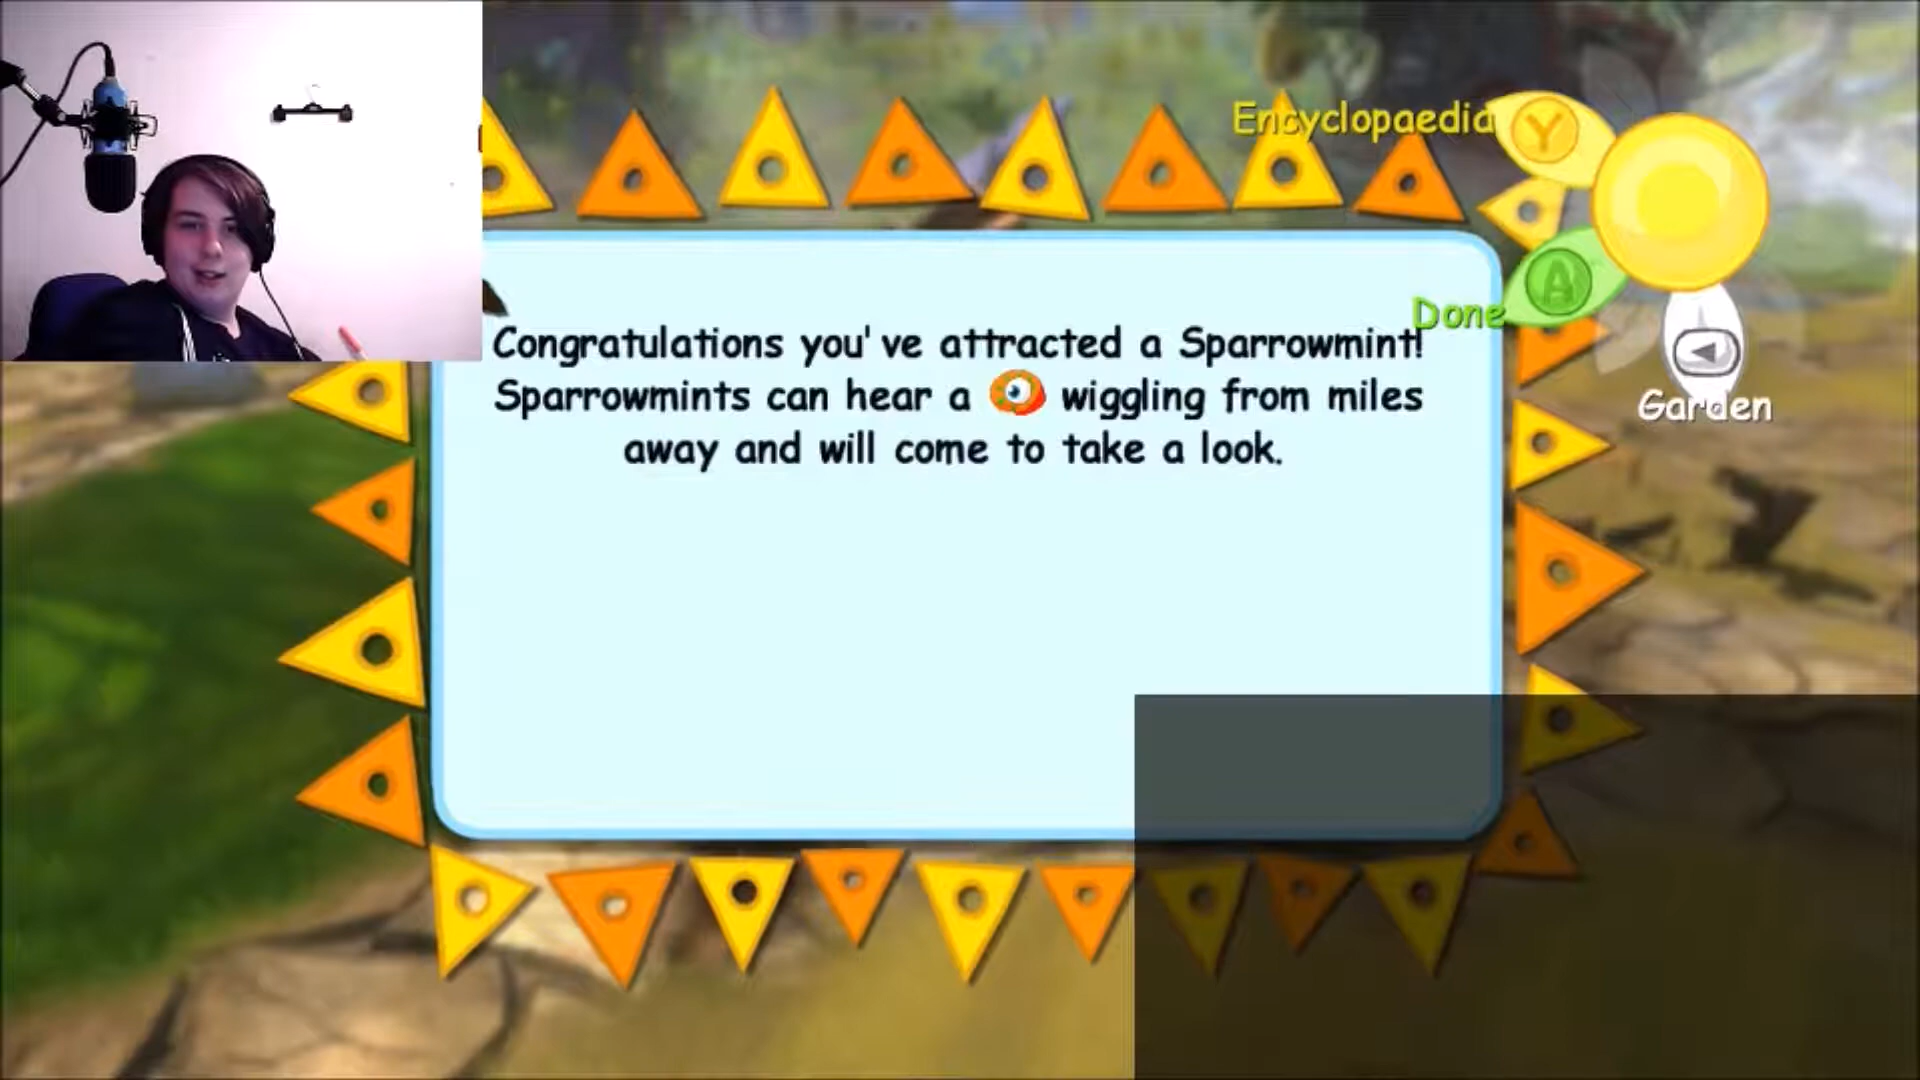 Encyclopaedia Y
Done A
Congratulations you've attracted a Sparrowmint!
Sparrowmints can hear a wiggling from miles
away and will come to take a look.
Garden